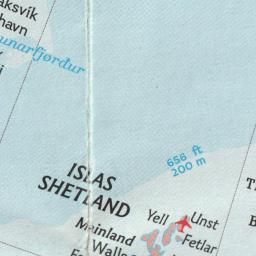 aksvík
havn
unarfjørdur
656 ft
200 m
ISLAS
SHETLAND
Yell
Unst
Fetlar
Mainland